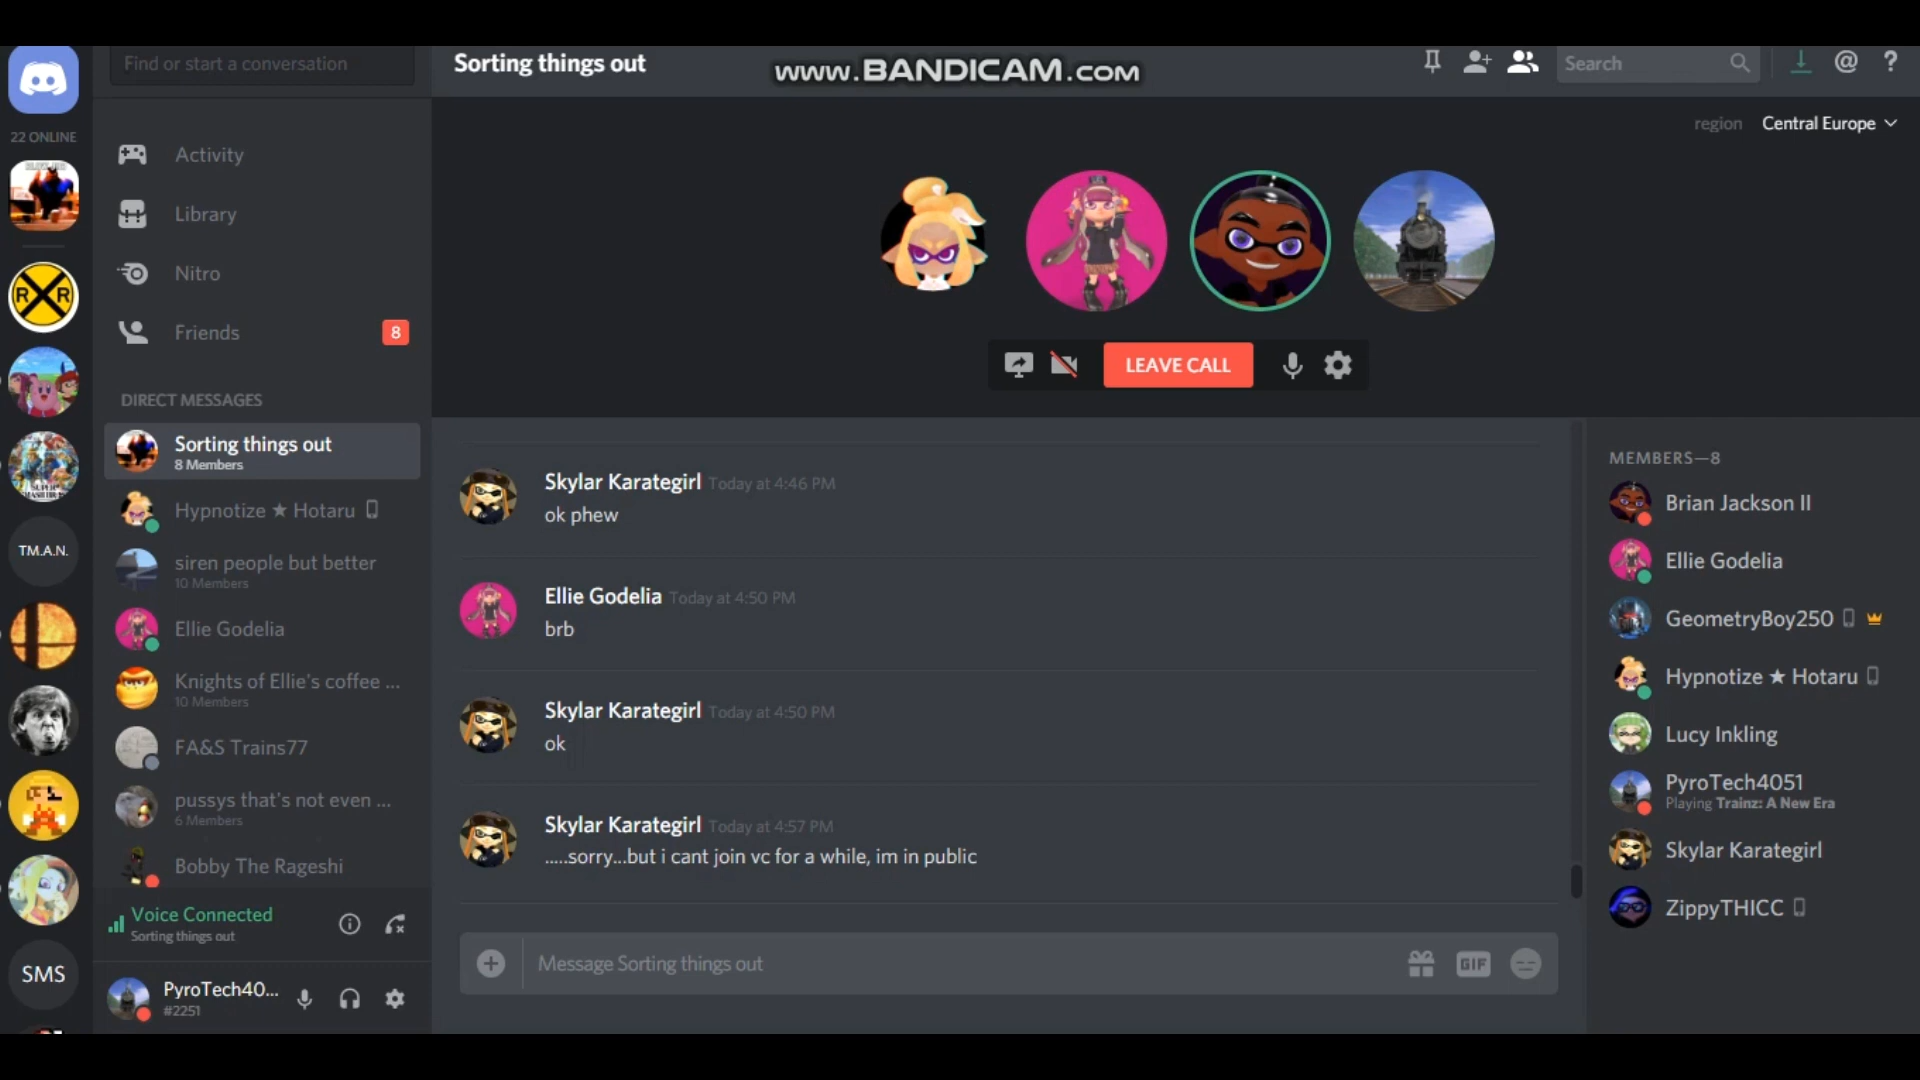 Find or start a conversation
Sorting things out
www.BANDICAM.com
Search
@
?
22 ONLINE
region Central Europe
Activity
Library
Nitro
Friends 8
R R
LEAVE CALL
DIRECT MESSAGES
Sorting things out
8 Members
Hypnotize ★ Hotaru
siren people but better
10 Members
Ellie Godelia
Knights of Ellie's coffee ...
10 Members
FA&S Trains77
pussys that's not even ...
6 Members
Bobby The Rageshi
T.M.A.N.
SMS
Voice Connected
Sorting things out
PyroTech40...
#2251
Skylar Karategirl Today at 4:46 PM
ok phew
Ellie Godelia Today at 4:50 PM
brb
Skylar Karategirl Today at 4:50 PM
ok
Skylar Karategirl Today at 4:57 PM
.....sorry...but i cant join vc for a while, im in public
Message Sorting things out
GIF
MEMBERS—8
Brian Jackson II
Ellie Godelia
GeometryBoy250
Hypnotize ★ Hotaru
Lucy Inkling
PyroTech4051
Playing Trainz: A New Era
Skylar Karategirl
ZippyTHICC